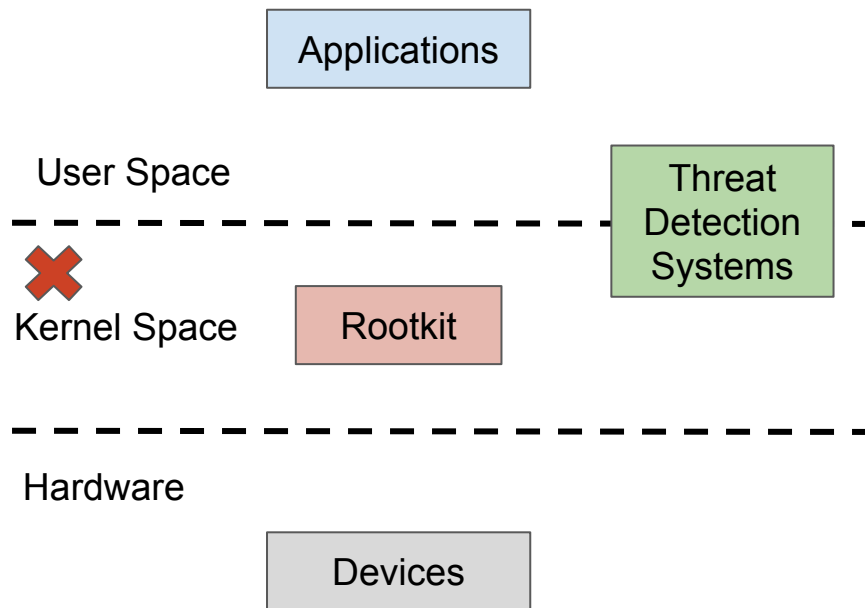 Applications
User Space
Threat
Detection
Systems
Kernel Space
Rootkit
Hardware
Devices